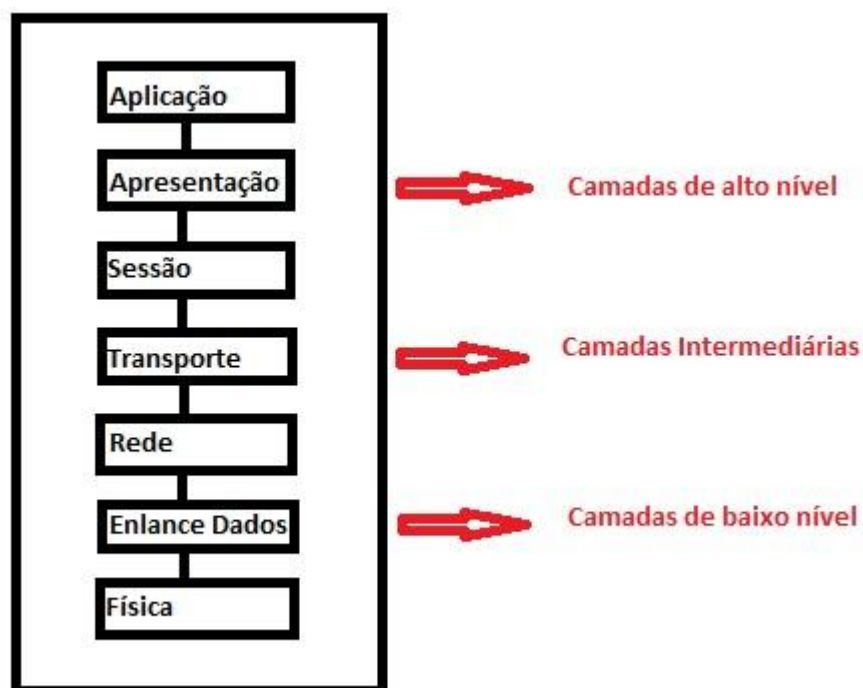 Aplicação
Apresentação
Camadas de alto nível
Sessão
Transporte
Camadas Intermediárias
Rede
Enlance Dados
Camadas de baixo nível
Física